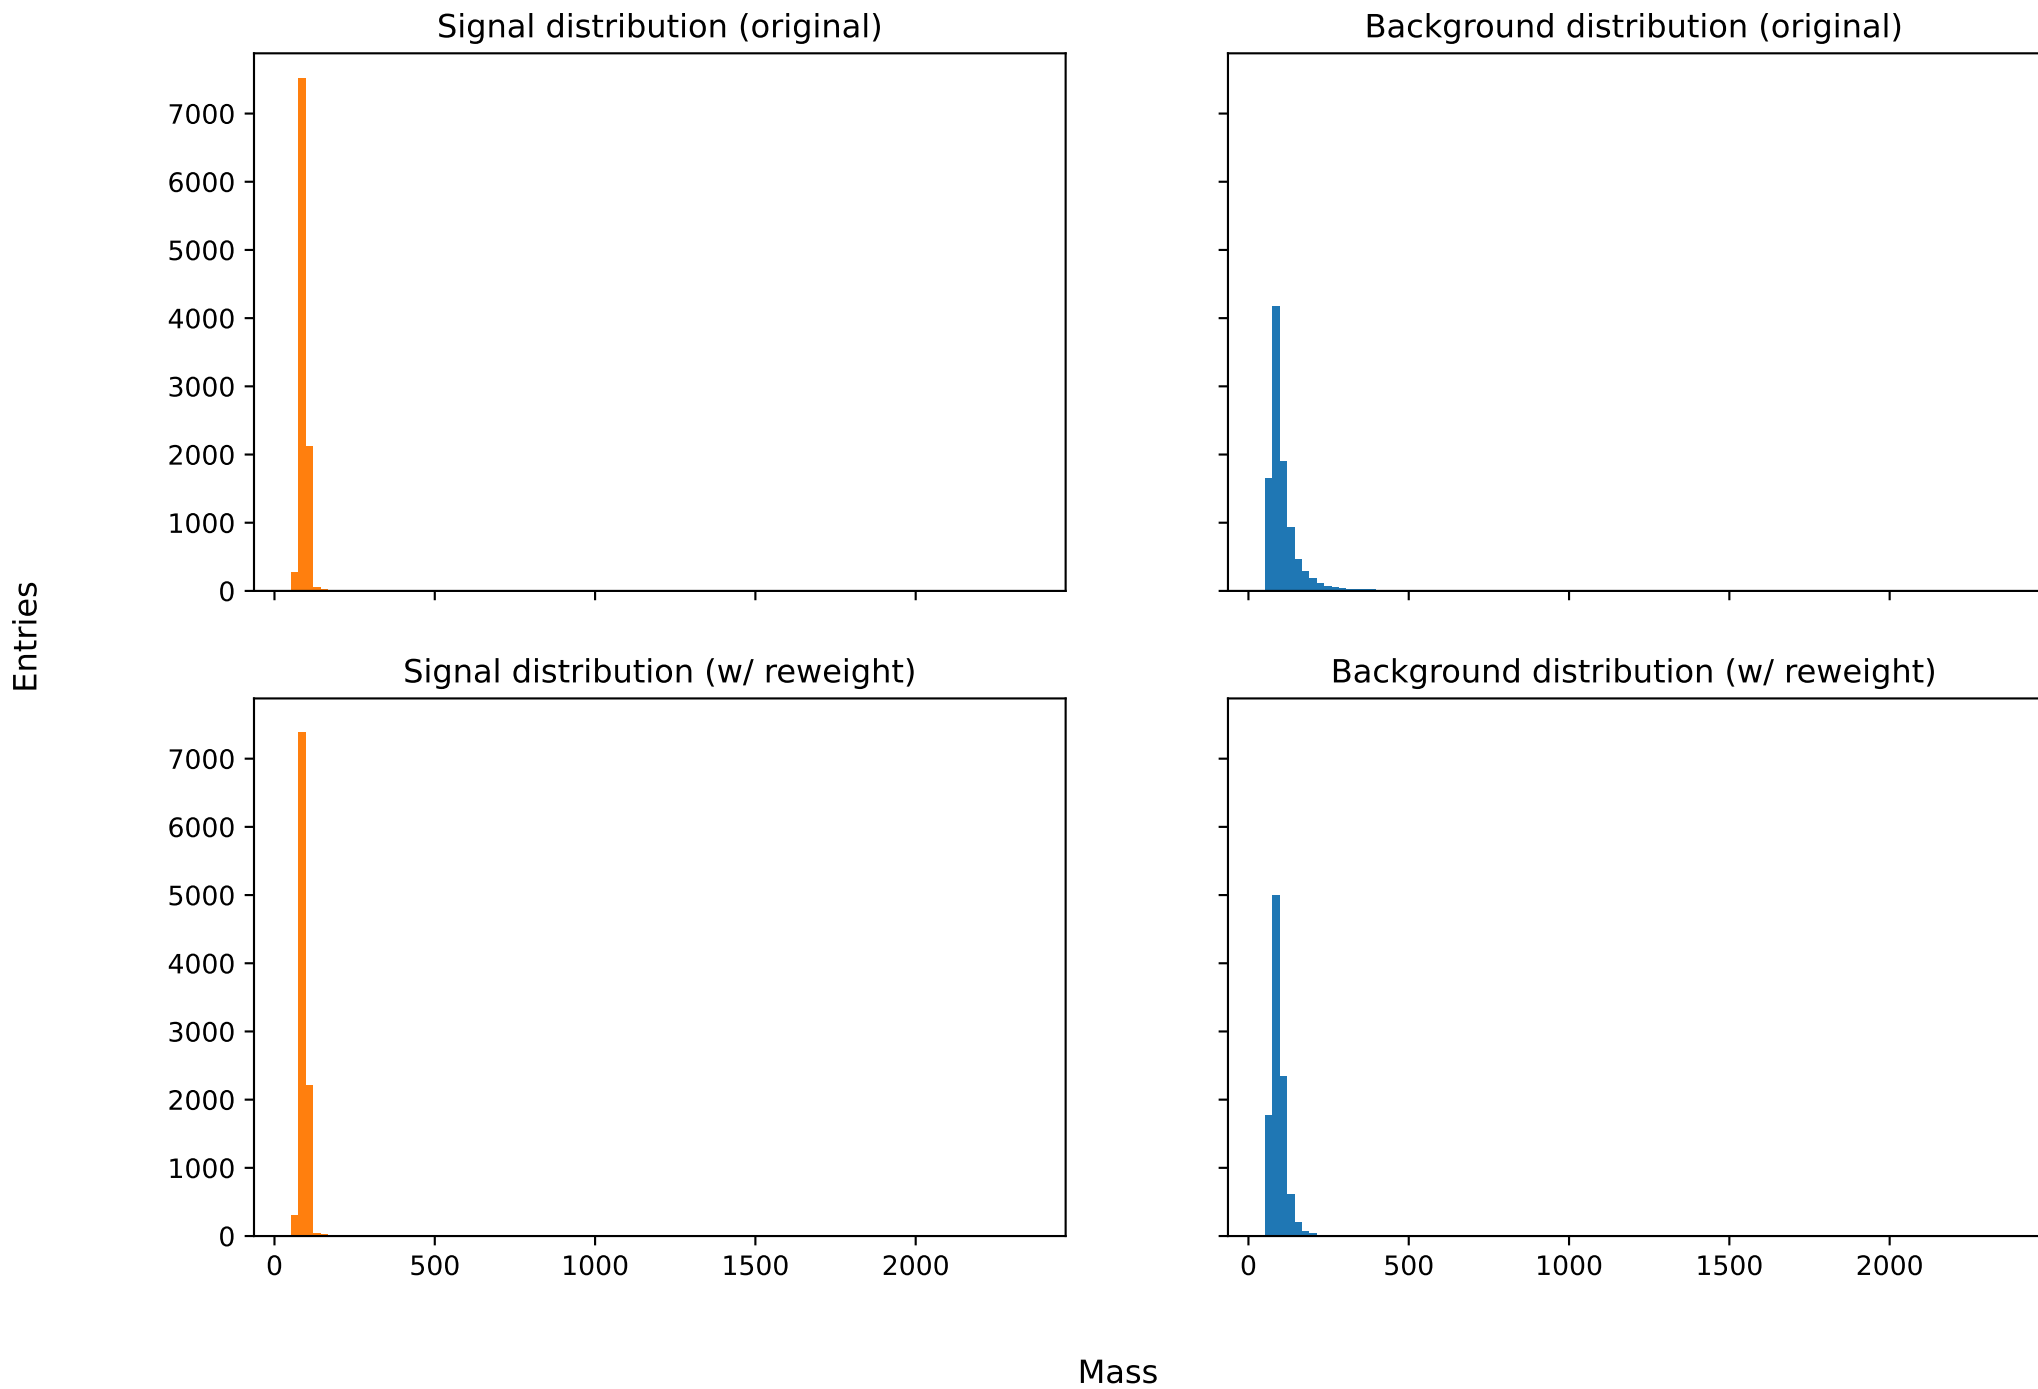 Signal distribution (original)
Background distribution (original)
7000
6000
5000
4000
3000
2000
1000
0
Entries
Signal distribution (w/ reweight)
Background distribution (w/ reweight)
7000
6000
5000
4000
3000
2000
1000
0
0 500 1000 1500 2000
0 500 1000 1500 2000
Mass